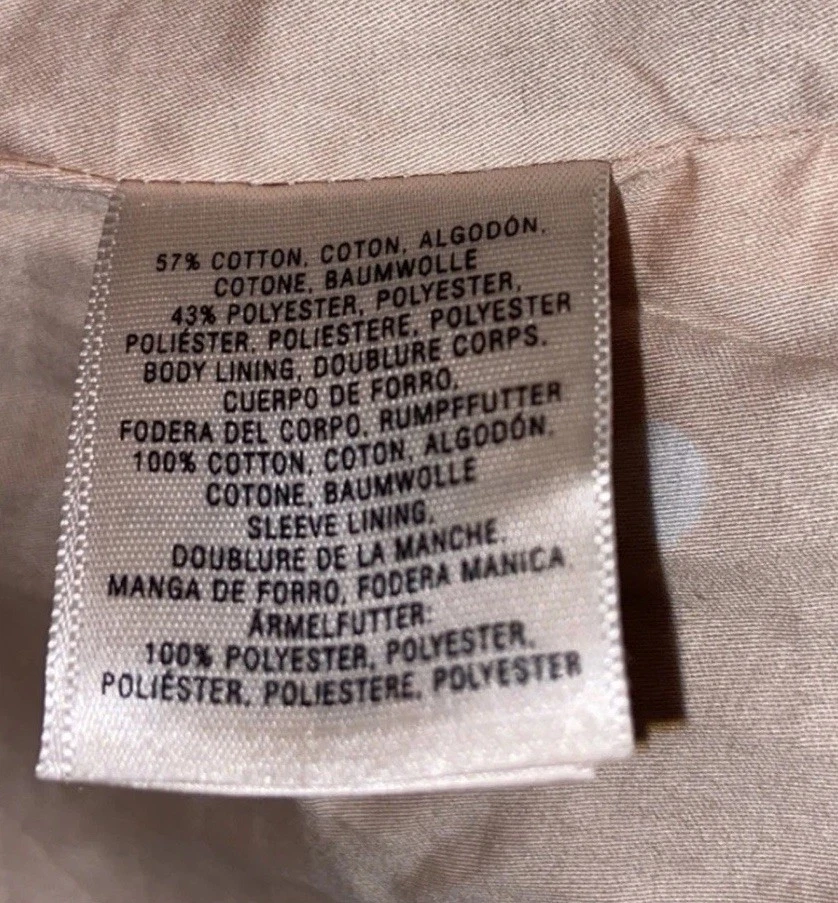 57% COTTON, COTON, ALGODÓN,
COTONE, BAUMWOLLE
43% POLYESTER, POLYESTER,
POLIÉSTER, POLIESTERE, POLYESTER
BODY LINING, DOUBLURE CORPS.
CUERPO DE FORRO,
FODERA DEL CORPO, RUMPFFUTTER
100% COTTON, COTON, ALGODÓN,
COTONE, BAUMWOLLE
SLEEVE LINING,
DOUBLURE DE LA MANCHE.
MANGA DE FORRO, FODERA MANICA
ÄRMELFUTTER:
100% POLYESTER, POLYESTER,
POLIÉSTER, POLIESTERE, POLYESTER